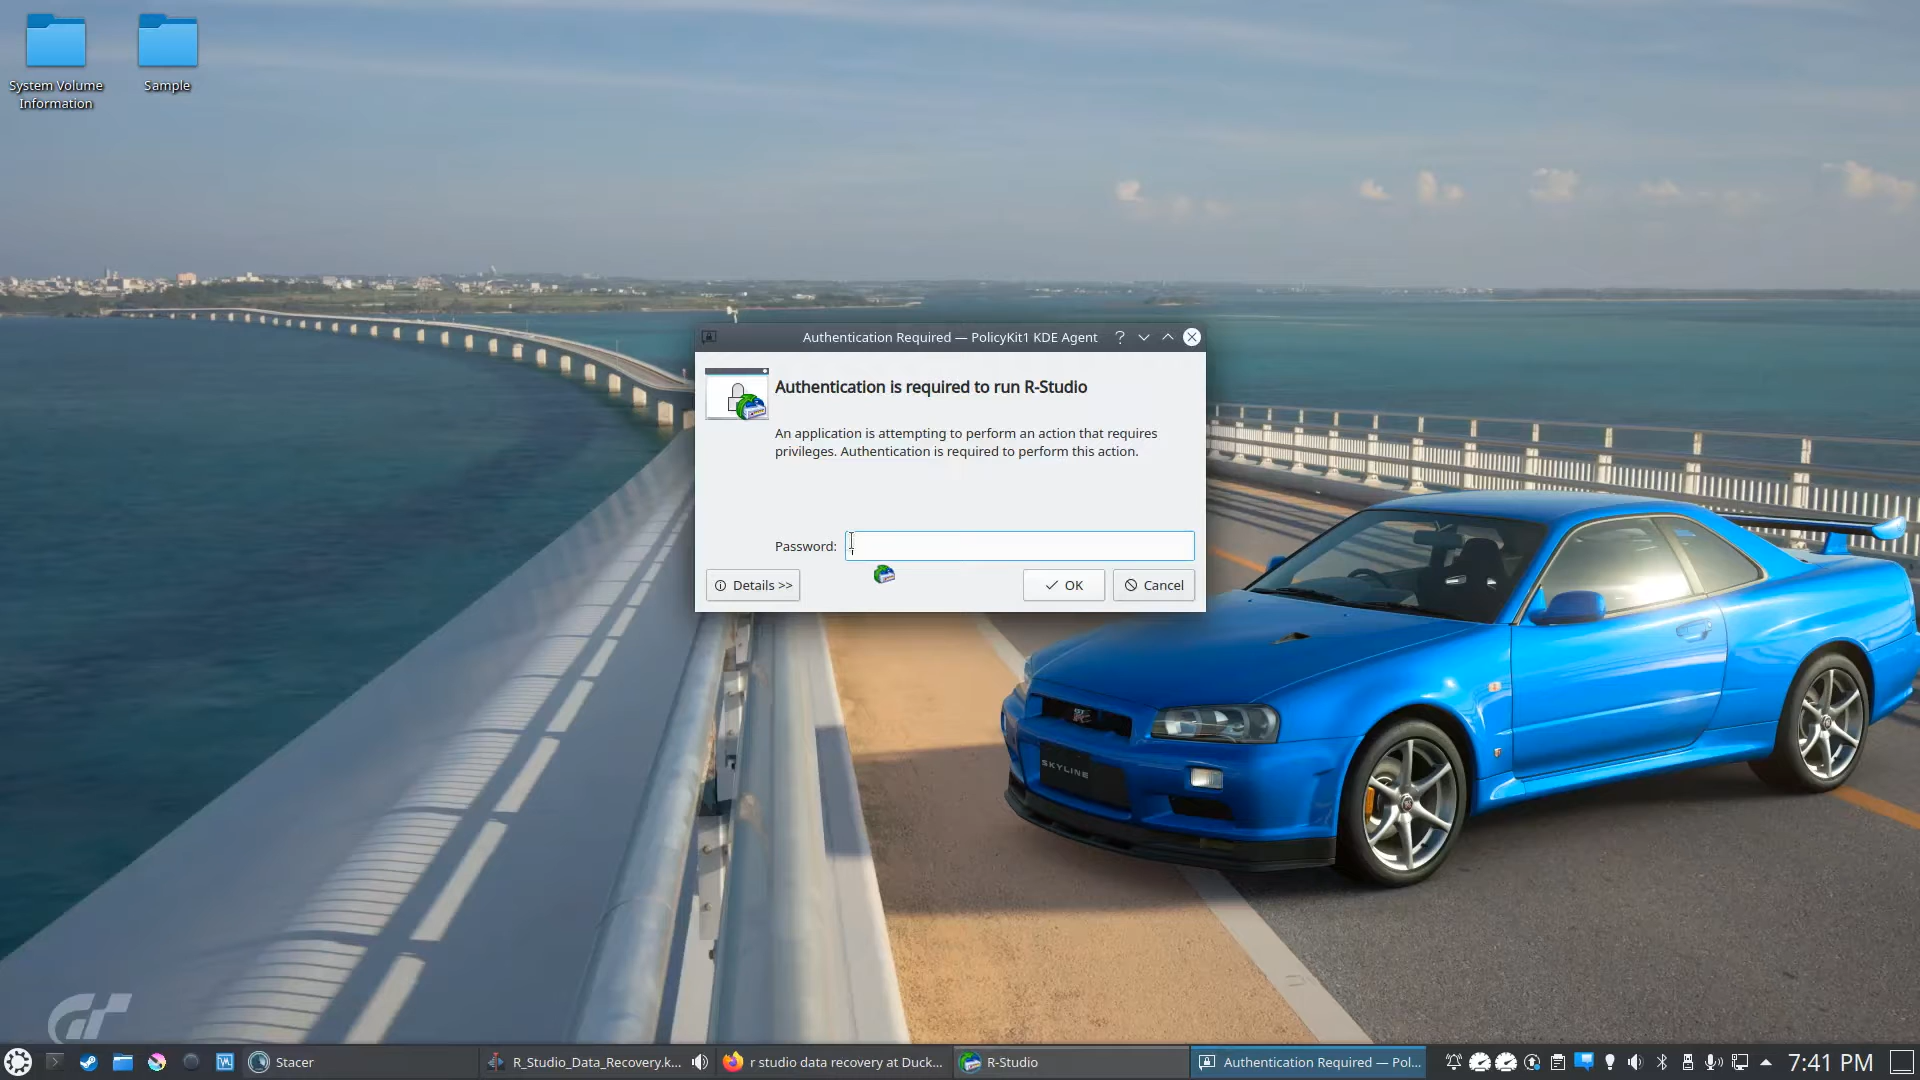 System Volume
Information
Sample
Authentication Required — PolicyKit1 KDE Agent
Authentication is required to run R-Studio
An application is attempting to perform an action that requires
privileges. Authentication is required to perform this action.
Password:
Details >>
OK
Cancel
SKYLINE
GT
Stacer
R_Studio_Data_Recovery.k...
r studio data recovery at Duck...
R-Studio
Authentication Required — Pol...
7:41 PM